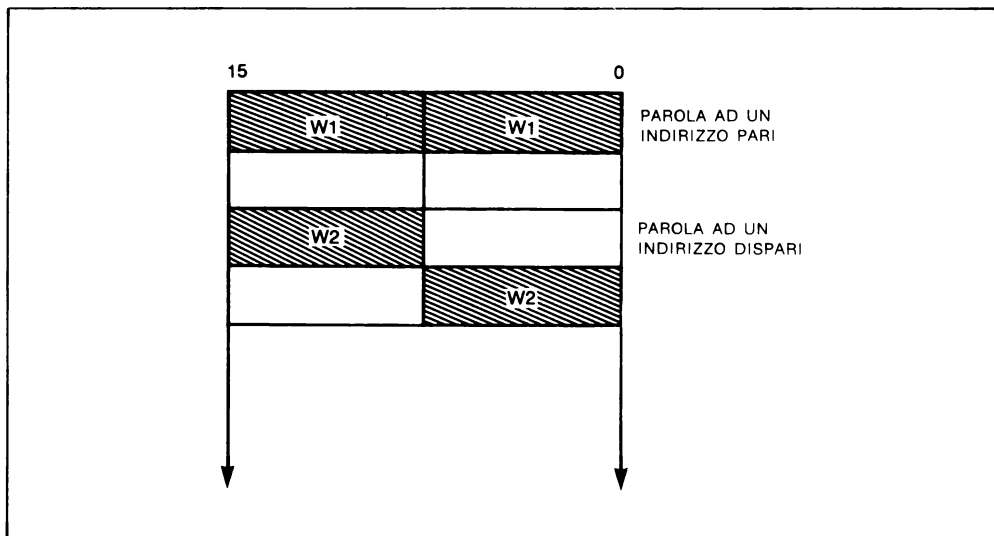 15 0
W1 W1 PAROLA AD UN
INDIRIZZO PARI
W2 PAROLA AD UN
INDIRIZZO DISPARI
W2